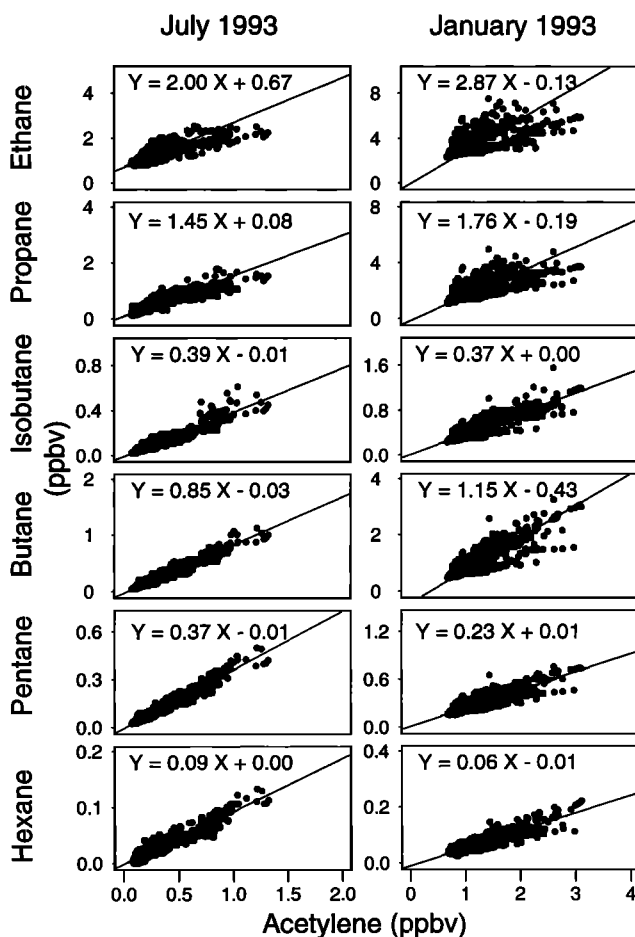 July 1993 January 1993
Ethane
4
2
0
Y = 2.00 X + 0.67
8
4
0
Y = 2.87 X - 0.13
Propane
4
2
0
Y = 1.45 X + 0.08
8
4
0
Y = 1.76 X - 0.19
Isobutane
(ppbv)
0.8
0.4
0.0
Y = 0.39 X - 0.01
1.6
0.8
0.0
Y = 0.37 X + 0.00
Butane
2
1
0
Y = 0.85 X - 0.03
4
2
0
Y = 1.15 X - 0.43
Pentane
0.6
0.3
0.0
Y = 0.37 X - 0.01
1.2
0.6
0.0
Y = 0.23 X + 0.01
Hexane
0.2
0.1
0.0
Y = 0.09 X + 0.00
0.4
0.2
0.0
Y = 0.06 X - 0.01
0.0 0.5 1.0 1.5 2.0 0 1 2 3 4
Acetylene (ppbv)